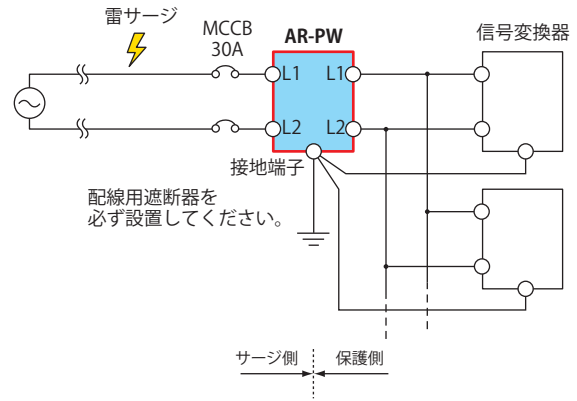 雷サージ
MCCB
30A
AR-PW
信号変換器
L1 L1
L2 L2
接地端子
配線用遮断器を
必ず設置してください。
サージ側 保護側